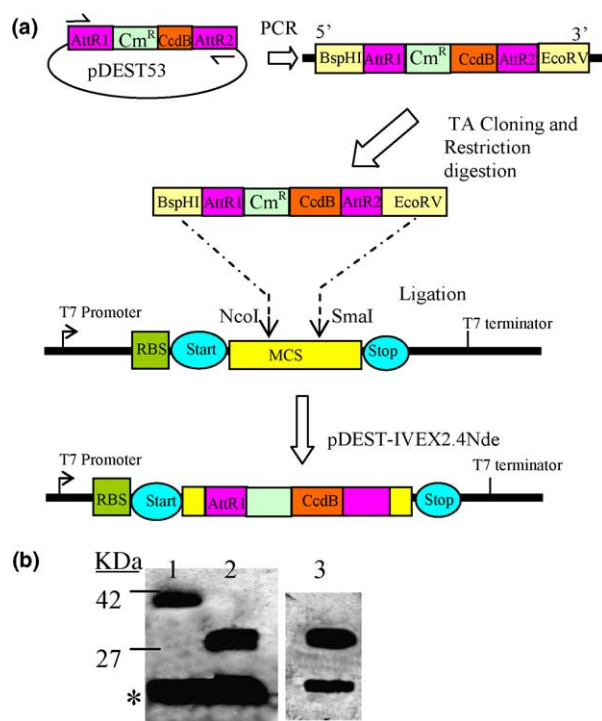 (a)
AttR1 Cm^R CcdB AttR2
pDEST53
PCR
5' 3'
BspHI AttR1 Cm^R CcdB AttR2 EcoRV
TA Cloning and
Restriction
digestion
BspHI AttR1 Cm^R CcdB AttR2 EcoRV
NcoI SmaI Ligation
T7 Promoter T7 terminator
RBS Start MCS Stop
pDEST-IVEX2.4Nde
T7 Promoter T7 terminator
RBS Start AttR1 CcdB Stop
(b)
KDa 1 2 3
42
27
*